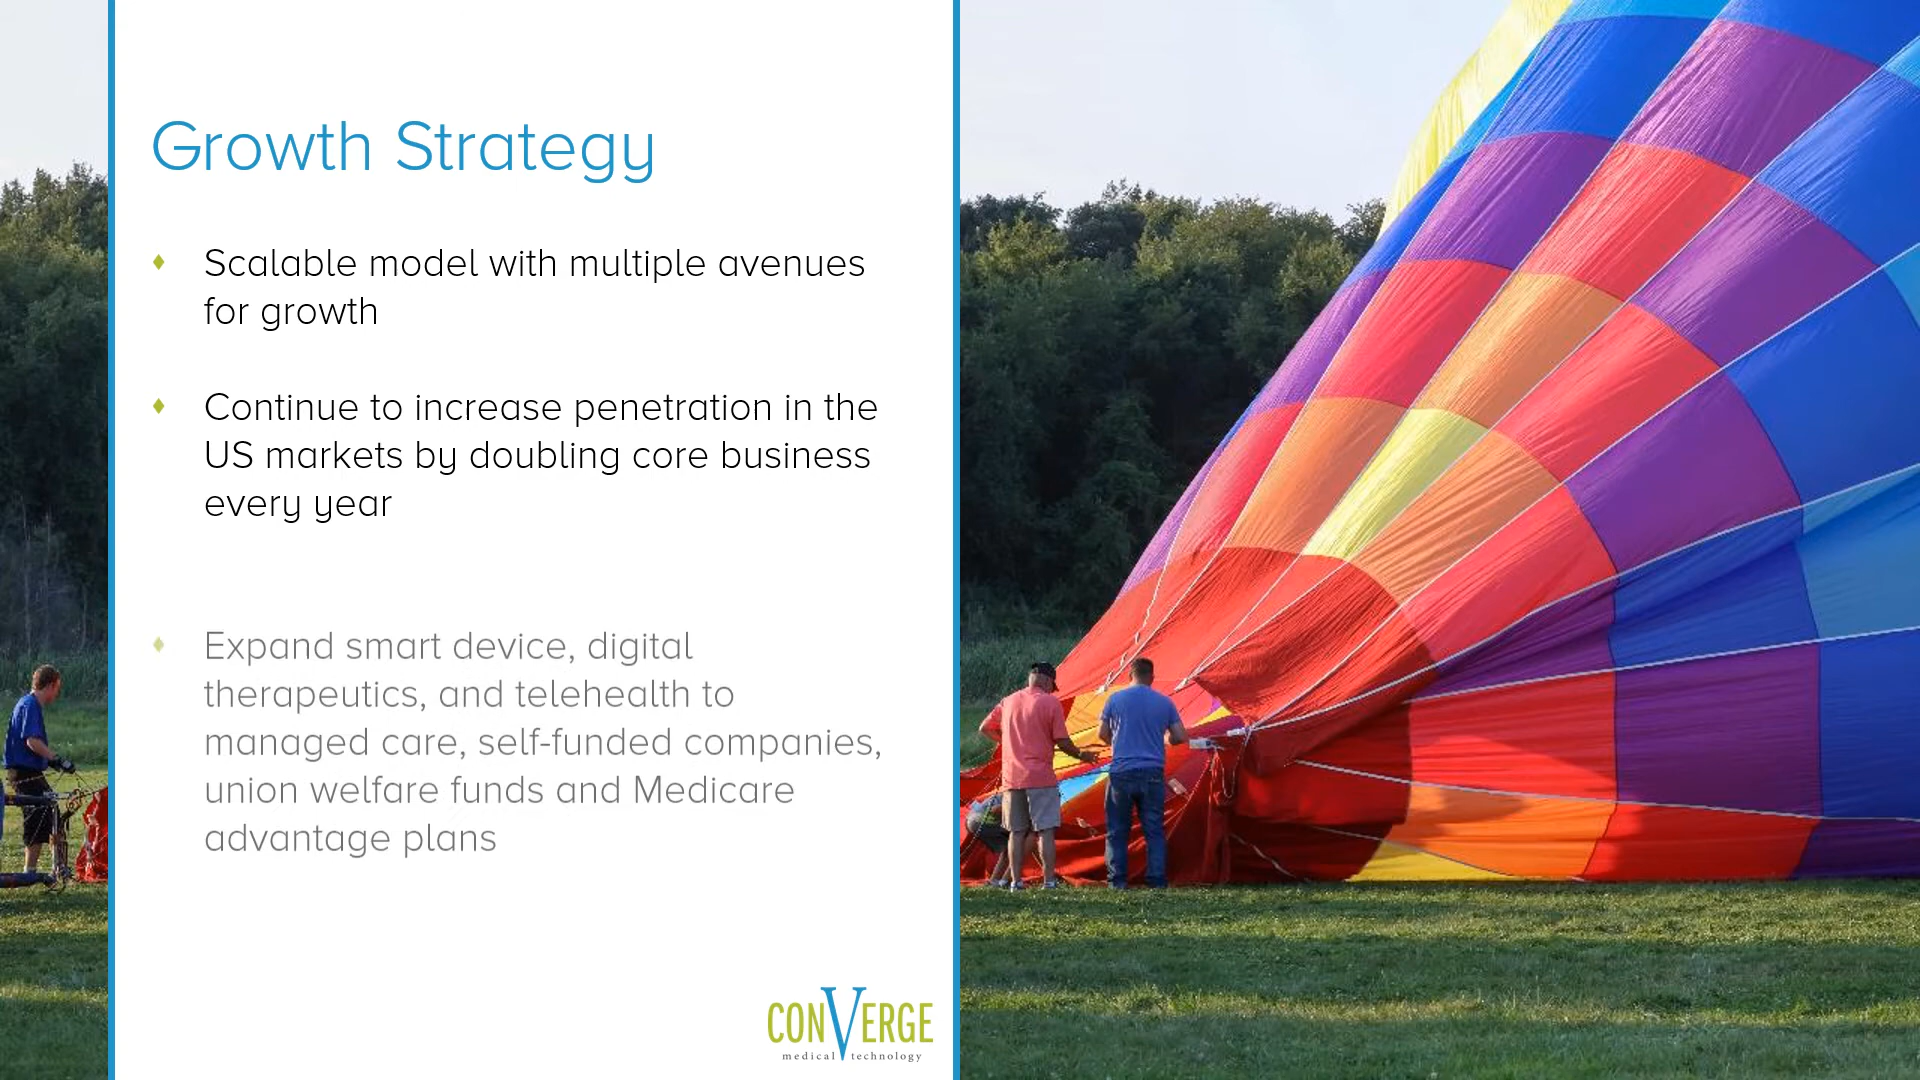 Growth Strategy
Scalable model with multiple avenues
for growth
Continue to increase penetration in the
US markets by doubling core business
every year
Expand smart device, digital
therapeutics, and telehealth to
managed care, self-funded companies,
union welfare funds and Medicare
advantage plans
CONVERGE
medical technology